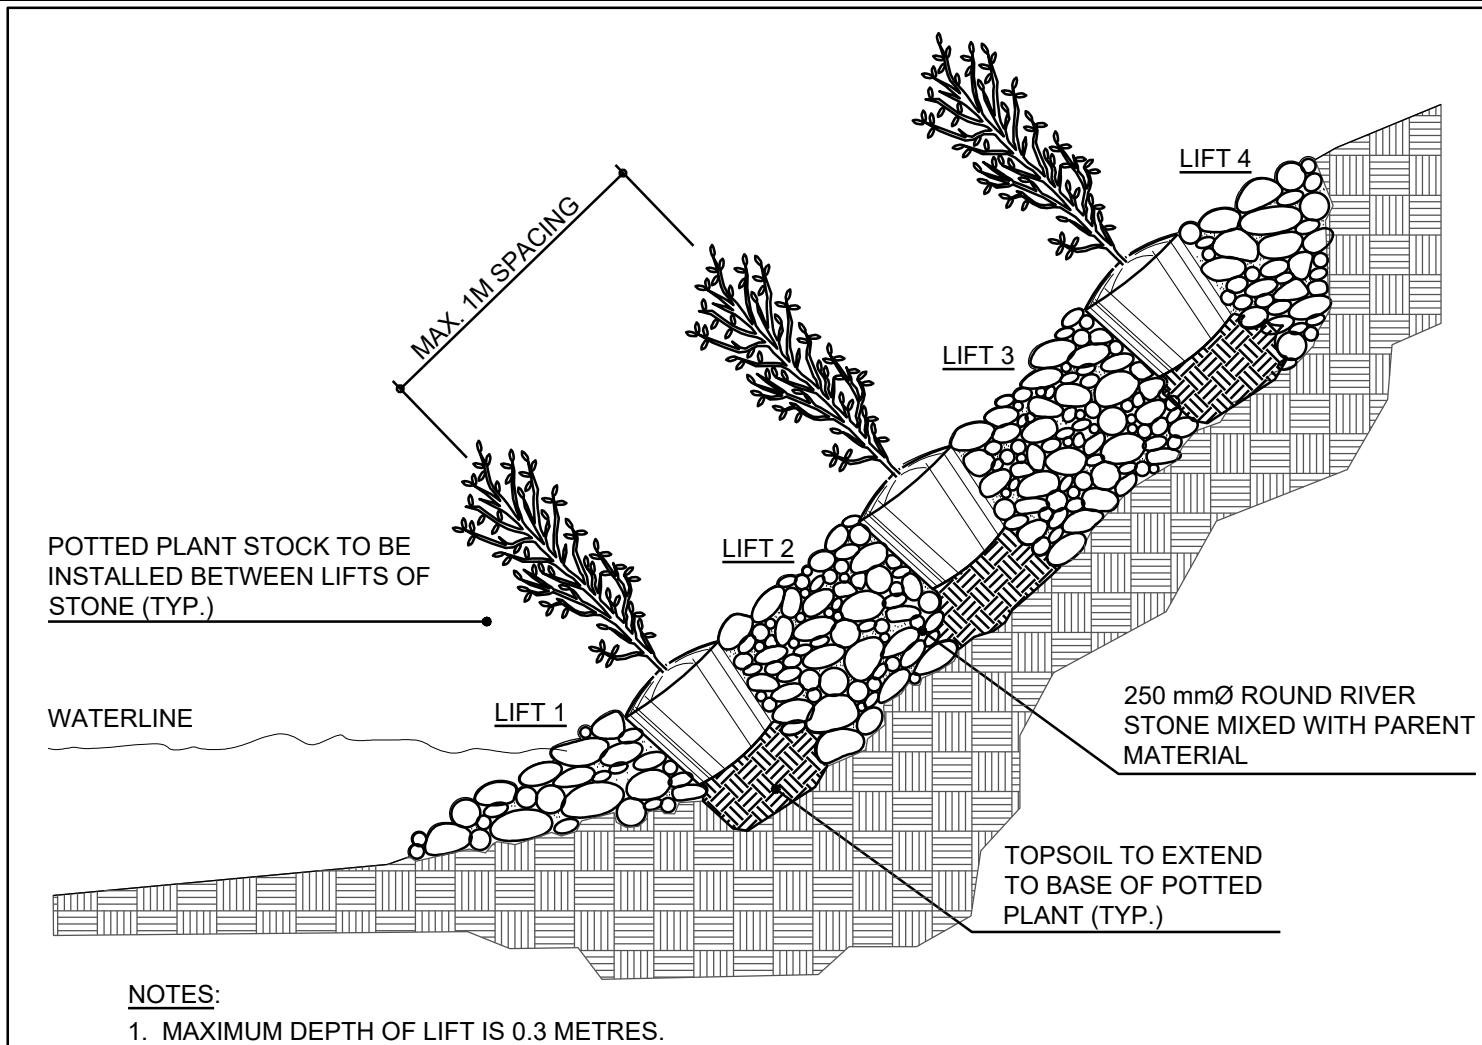 LIFT 4
MAX. 1M SPACING
LIFT 3
POTTED PLANT STOCK TO BE
INSTALLED BETWEEN LIFTS OF
STONE (TYP.)
LIFT 2
WATERLINE
LIFT 1
250 mmØ ROUND RIVER
STONE MIXED WITH PARENT
MATERIAL
TOPSOIL TO EXTEND
TO BASE OF POTTED
PLANT (TYP.)
NOTES:
1. MAXIMUM DEPTH OF LIFT IS 0.3 METRES.